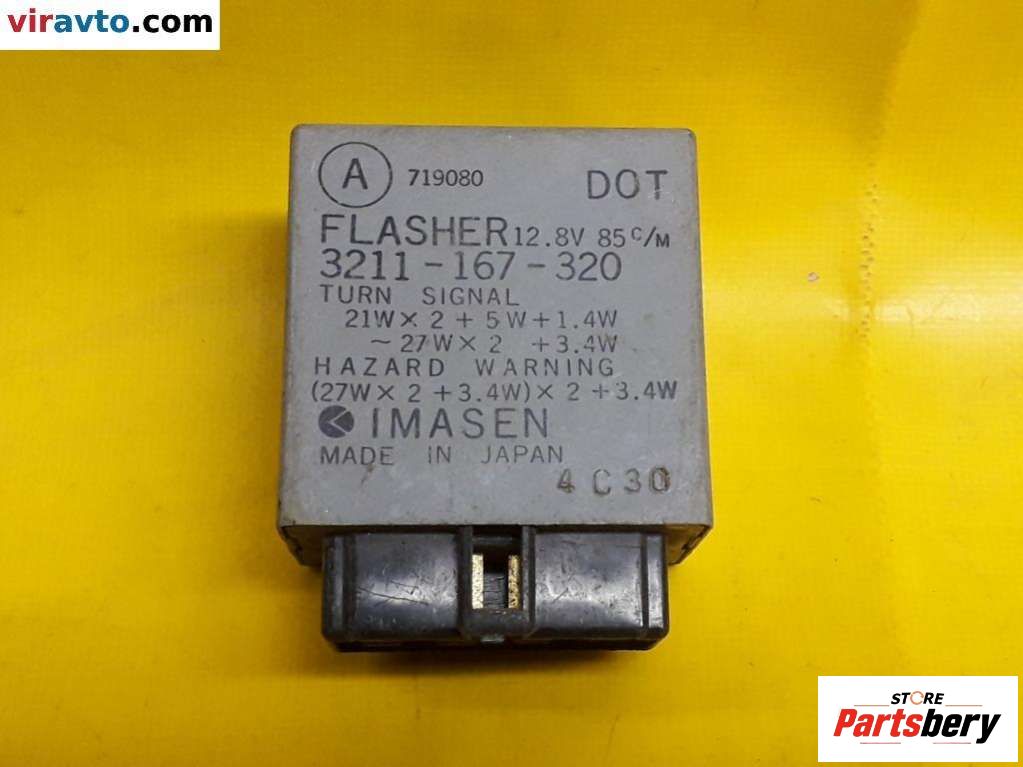 viravto.com
A 719080 DOT
FLASHER 12.8V 85C/M
3211-167-320
TURN SIGNAL
21W×2+5W+1.4W
~27W×2 +3.4W
HAZARD WARNING
(27W×2+3.4W)×2+3.4W
IMASEN
MADE IN JAPAN
4C30
STORE
Partsbery